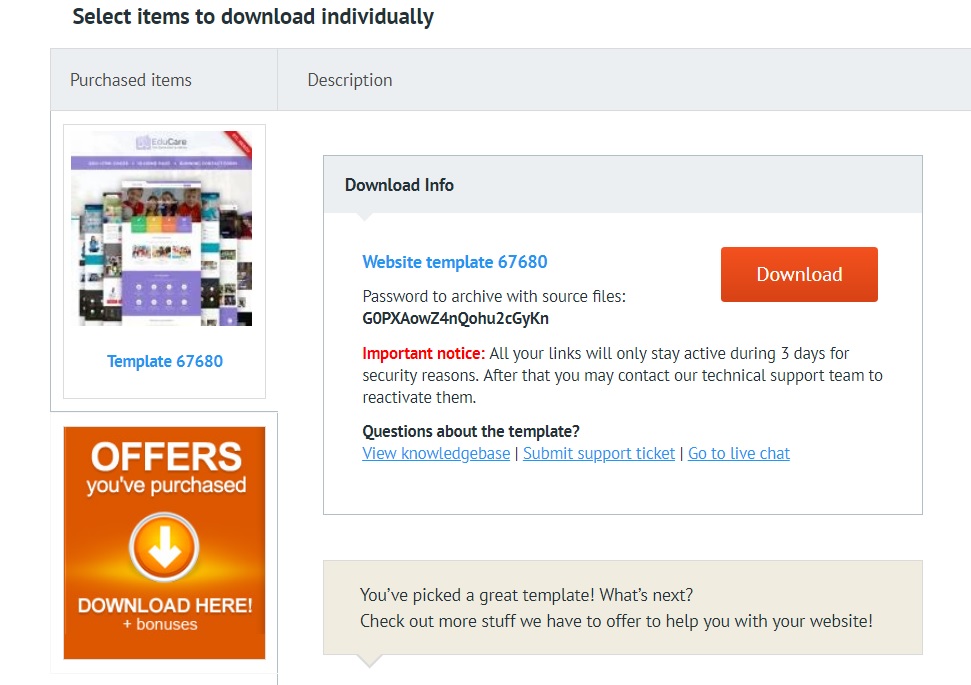 Select items to download individually
Purchased items
Description
EduCare
Template 67680
OFFERS
you've purchased
DOWNLOAD HERE!
+ bonuses
Download Info
Website template 67680
Download
Password to archive with source files:
G0PXAowZ4nQohu2cGyKn
Important notice: All your links will only stay active during 3 days for
security reasons. After that you may contact our technical support team to
reactivate them.
Questions about the template?
View knowledgebase | Submit support ticket | Go to live chat
You’ve picked a great template! What’s next?
Check out more stuff we have to offer to help you with your website!